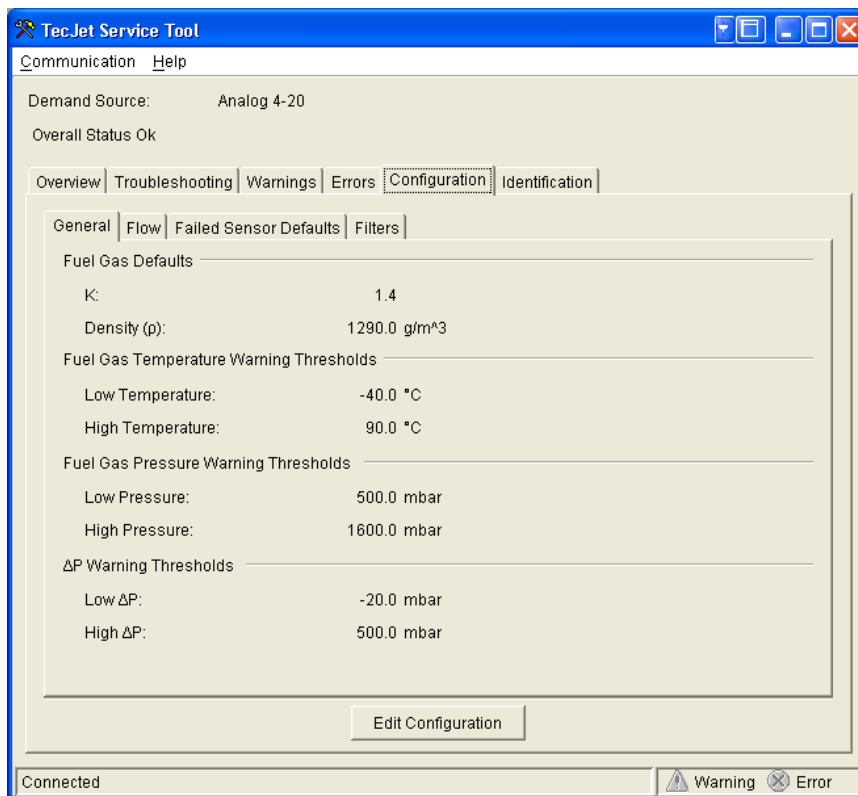 TecJet Service Tool
Communication Help
Demand Source: Analog 4-20
Overall Status Ok
Overview Troubleshooting Warnings Errors Configuration Identification
General Flow Failed Sensor Defaults Filters
Fuel Gas Defaults
K: 1.4
Density (ρ): 1290.0 g/m^3
Fuel Gas Temperature Warning Thresholds
Low Temperature: -40.0 °C
High Temperature: 90.0 °C
Fuel Gas Pressure Warning Thresholds
Low Pressure: 500.0 mbar
High Pressure: 1600.0 mbar
ΔP Warning Thresholds
Low ΔP: -20.0 mbar
High ΔP: 500.0 mbar
Edit Configuration
Connected Warning Error